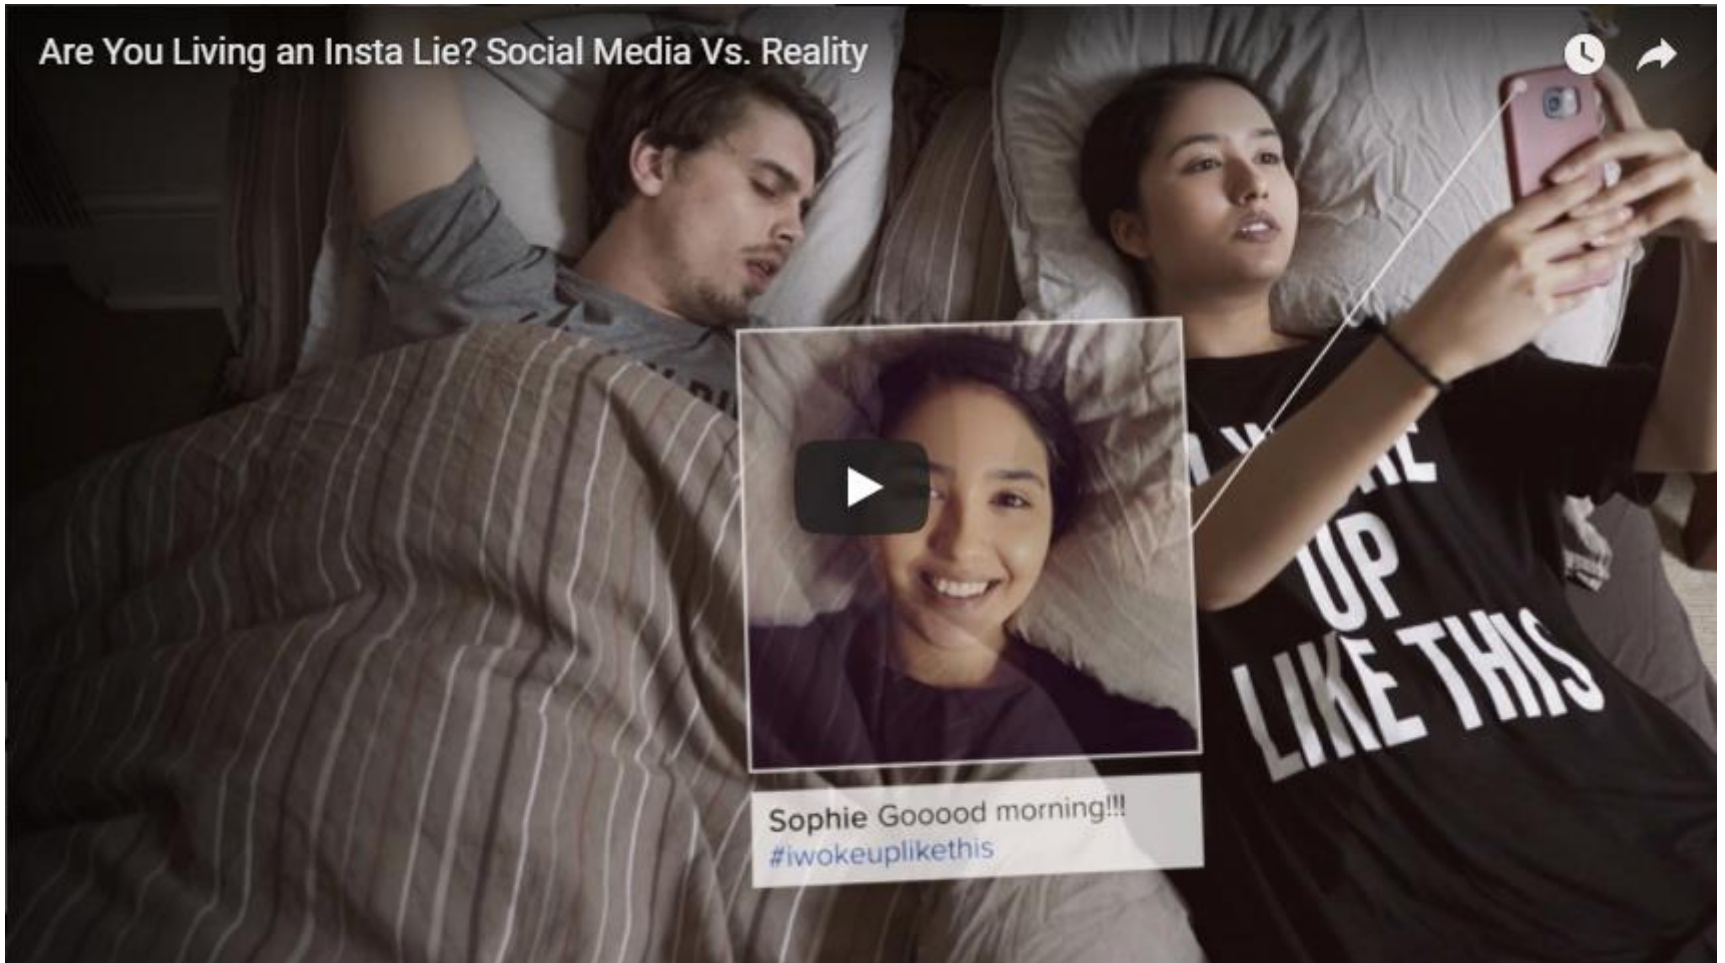 Are You Living an Insta Lie? Social Media Vs. Reality
UP
LIKE THIS
Sophie Gooood morning!!!
#iwokeuplikethis